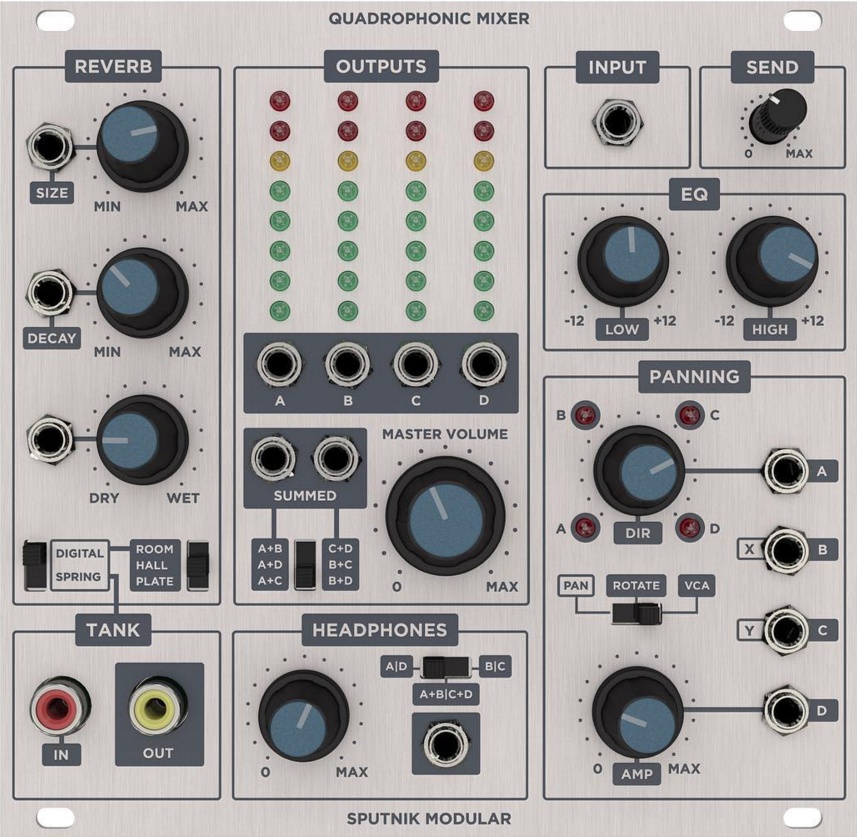 QUADROPHONIC MIXER
REVERB
SIZE
MIN
MAX
DECAY
MIN
MAX
DRY
WET
DIGITAL
SPRING
ROOM
HALL
PLATE
OUTPUTS
A
B
C
D
SUMMED
MASTER VOLUME
A+B
A+D
A+C
C+D
B+C
B+D
0
MAX
INPUT
SEND
0
MAX
EQ
-12
LOW
+12
-12
HIGH
+12
PANNING
B
C
A
D
DIR
A
X
B
Y
C
D
PAN
ROTATE
VCA
0
AMP
MAX
TANK
IN
OUT
HEADPHONES
A|D
B|C
A+B|C+D
0
MAX
SPUTNIK MODULAR